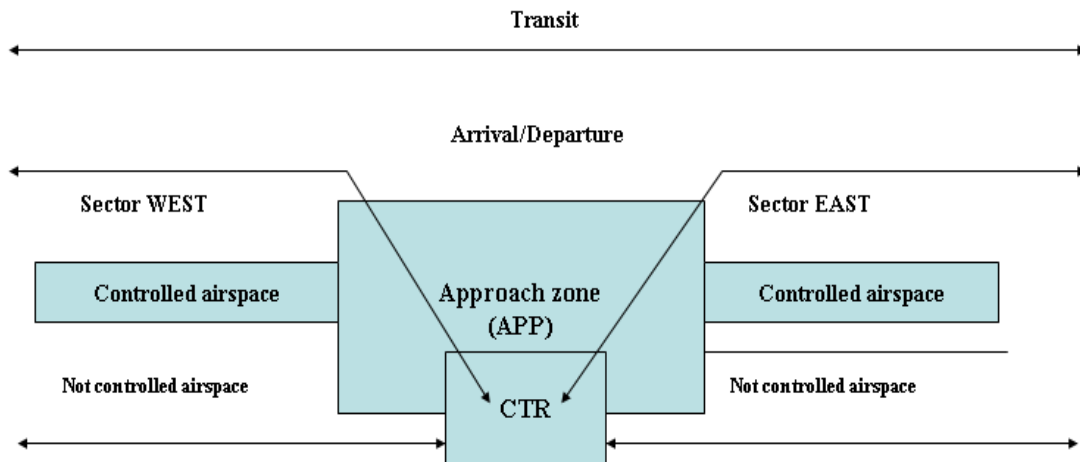 Transit
Arrival/Departure
Sector WEST
Sector EAST
Controlled airspace
Approach zone
(APP)
Controlled airspace
Not controlled airspace
CTR
Not controlled airspace